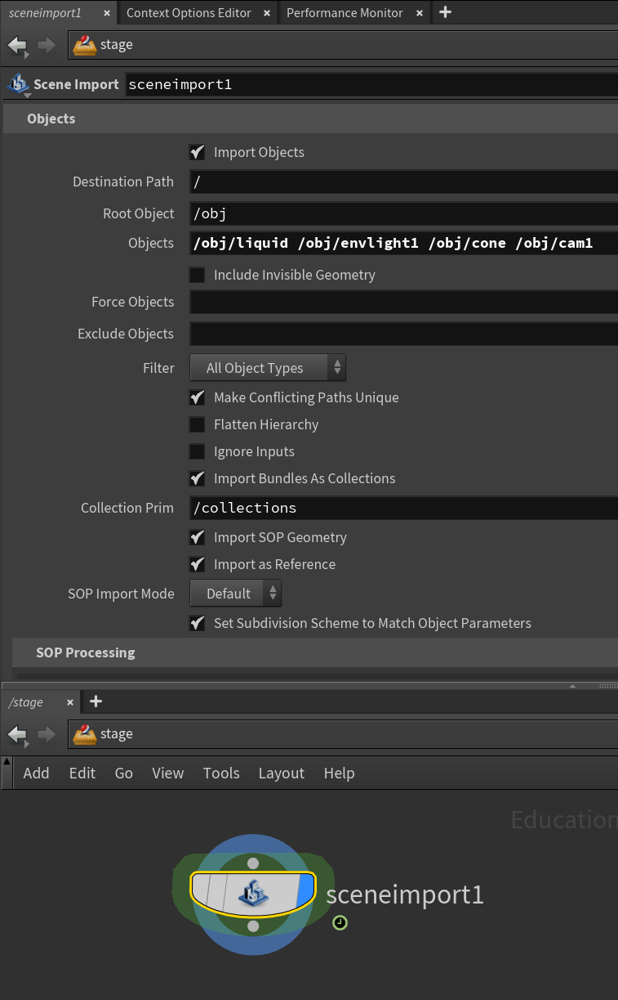 sceneimport1 × Context Options Editor × Performance Monitor × +
stage
Scene Import sceneimport1
Objects
Import Objects
Destination Path /
Root Object /obj
Objects /obj/liquid /obj/envlight1 /obj/cone /obj/cam1
Include Invisible Geometry
Force Objects
Exclude Objects
Filter All Object Types
Make Conflicting Paths Unique
Flatten Hierarchy
Ignore Inputs
Import Bundles As Collections
Collection Prim /collections
Import SOP Geometry
Import as Reference
SOP Import Mode Default
Set Subdivision Scheme to Match Object Parameters
SOP Processing
/stage × +
stage
Add Edit Go View Tools Layout Help
Education
sceneimport1